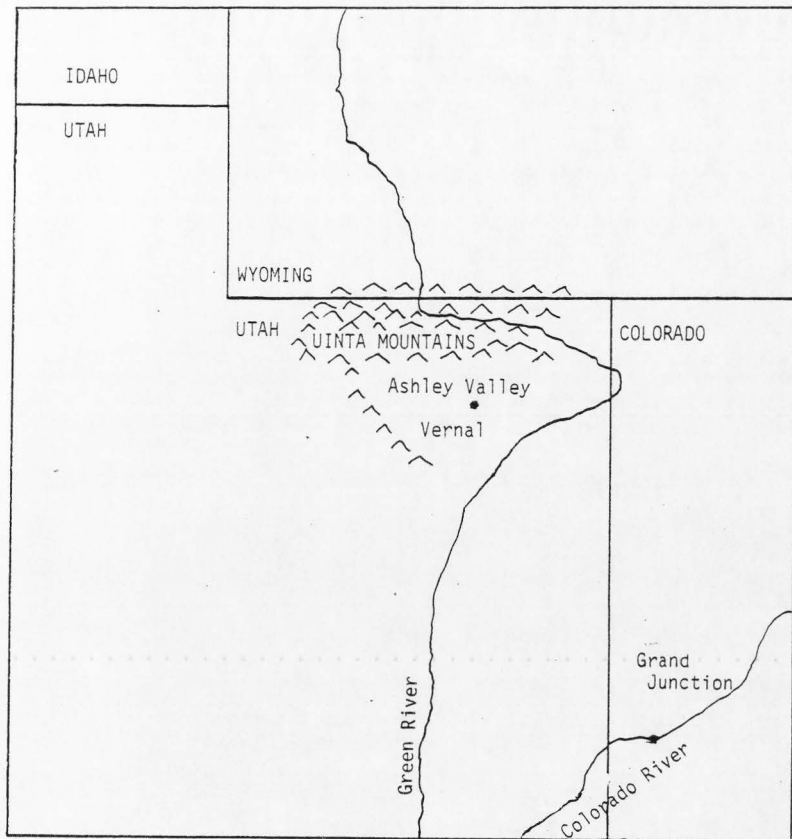 IDAHO
UTAH
WYOMING
UTAH
COLORADO
UINTA MOUNTAINS
Ashley Valley
Vernal
Grand
Junction
Green River
Colorado River